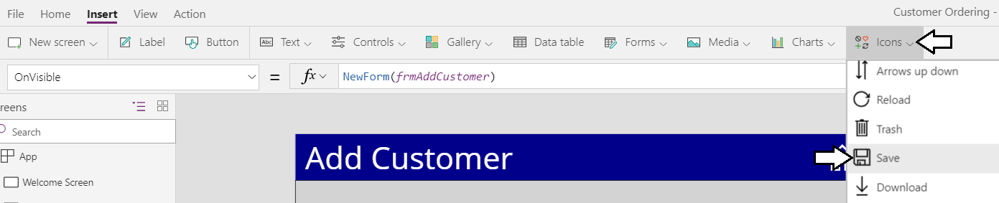 File Home Insert View Action Customer Ordering -
New screen Label Button Abc Text Controls Gallery Data table Forms Media Charts Icons
OnVisible = fx NewForm(frmAddCustomer)
Arrows up down
reens
Reload
Search
Trash
App
Add Customer
Save
Welcome Screen
Download